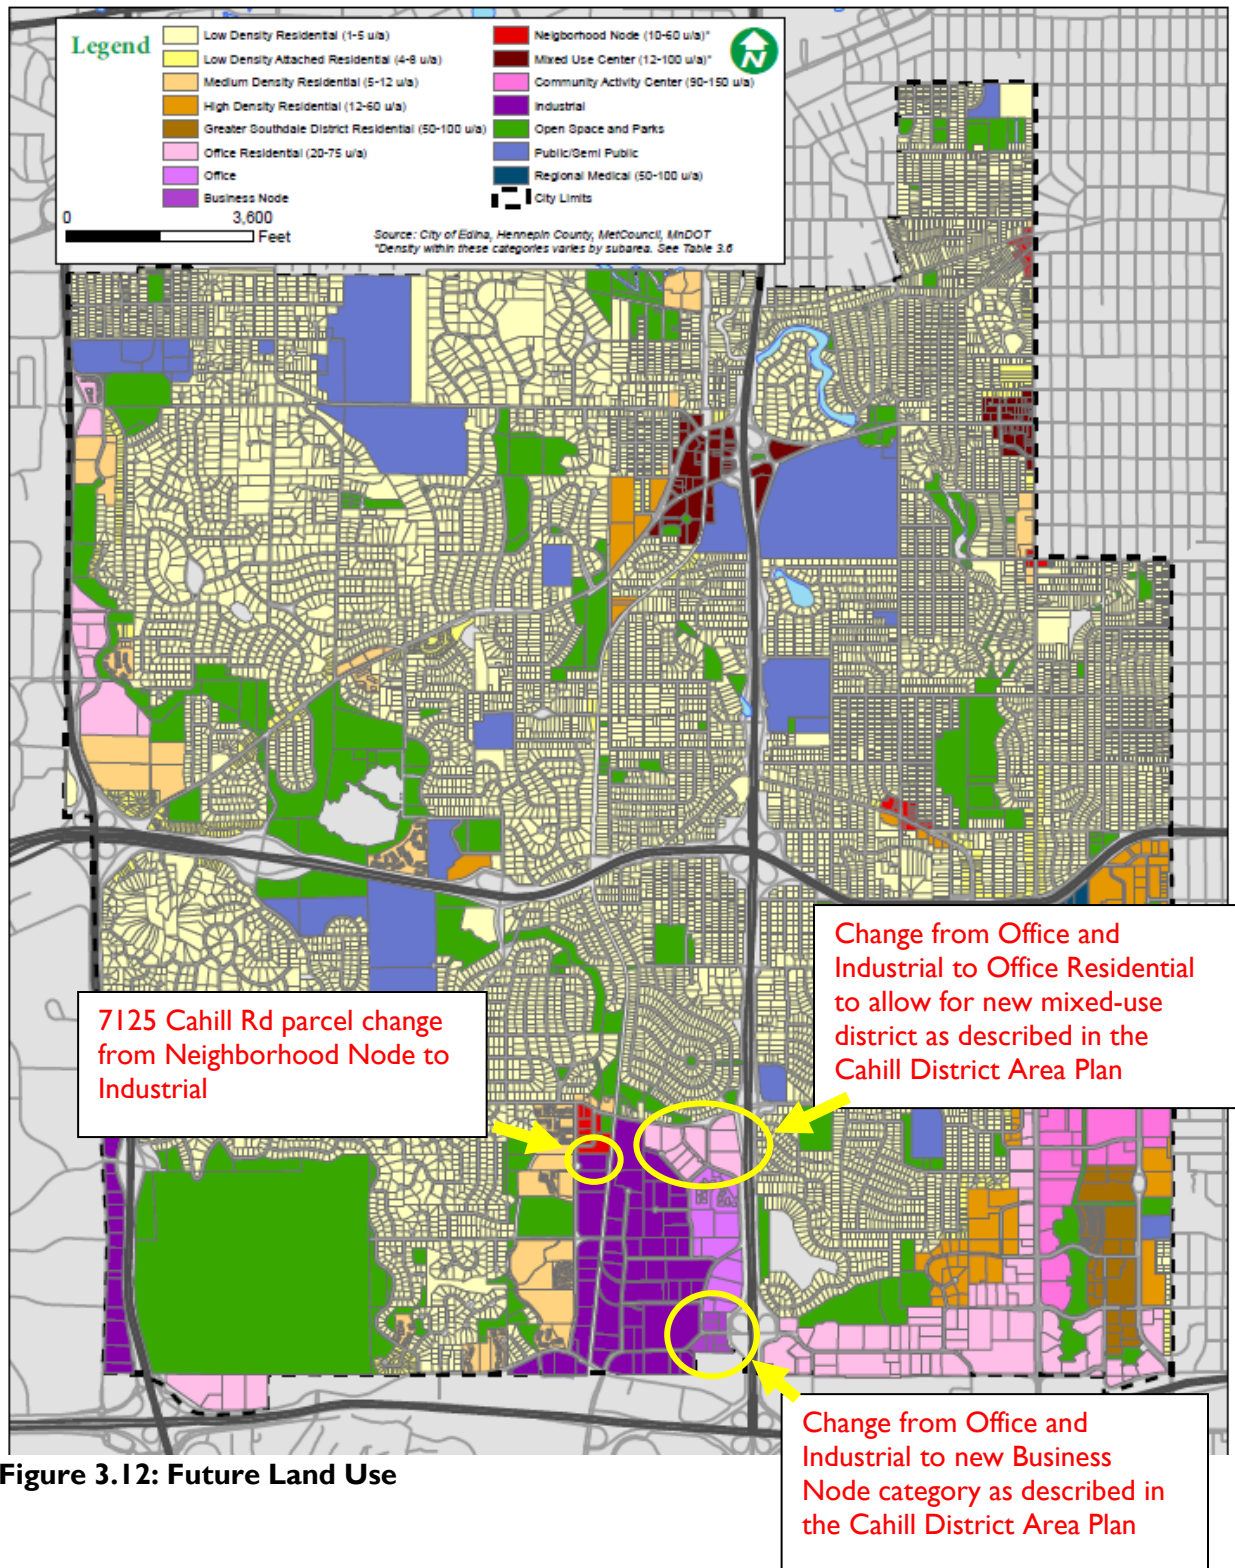 Legend
Low Density Residential (1-5 u/a)
Low Density Attached Residential (4-8 u/a)
Medium Density Residential (5-12 u/a)
High Density Residential (12-60 u/a)
Greater Southdale District Residential (50-100 u/a)
Office Residential (20-75 u/a)
Office
Business Node
Neigborhood Node (10-60 u/a)*
Mixed Use Center (12-100 u/a)*
Community Activity Center (90-150 u/a)
Industrial
Open Space and Parks
Public/Semi Public
Regional Medical (50-100 u/a)
City Limits
N
0 3,600
Feet
Source: City of Edina, Hennepin County, MetCouncil, MnDOT
*Density within these categories varies by subarea. See Table 3.6
Change from Office and
Industrial to Office Residential
to allow for new mixed-use
district as described in the
Cahill District Area Plan
7125 Cahill Rd parcel change
from Neighborhood Node to
Industrial
Change from Office and
Industrial to new Business
Node category as described in
the Cahill District Area Plan
Figure 3.12: Future Land Use